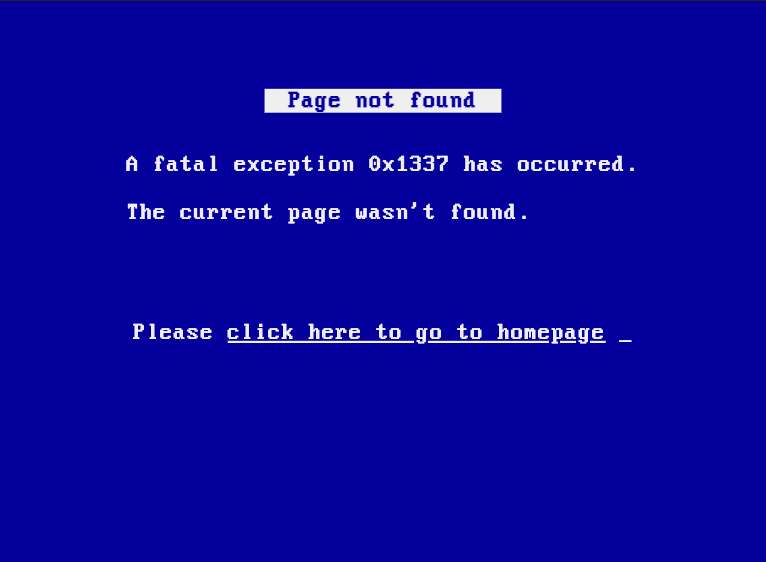 Page not found
A fatal exception 0x1337 has occurred.
The current page wasn't found.
Please click here to go to homepage _